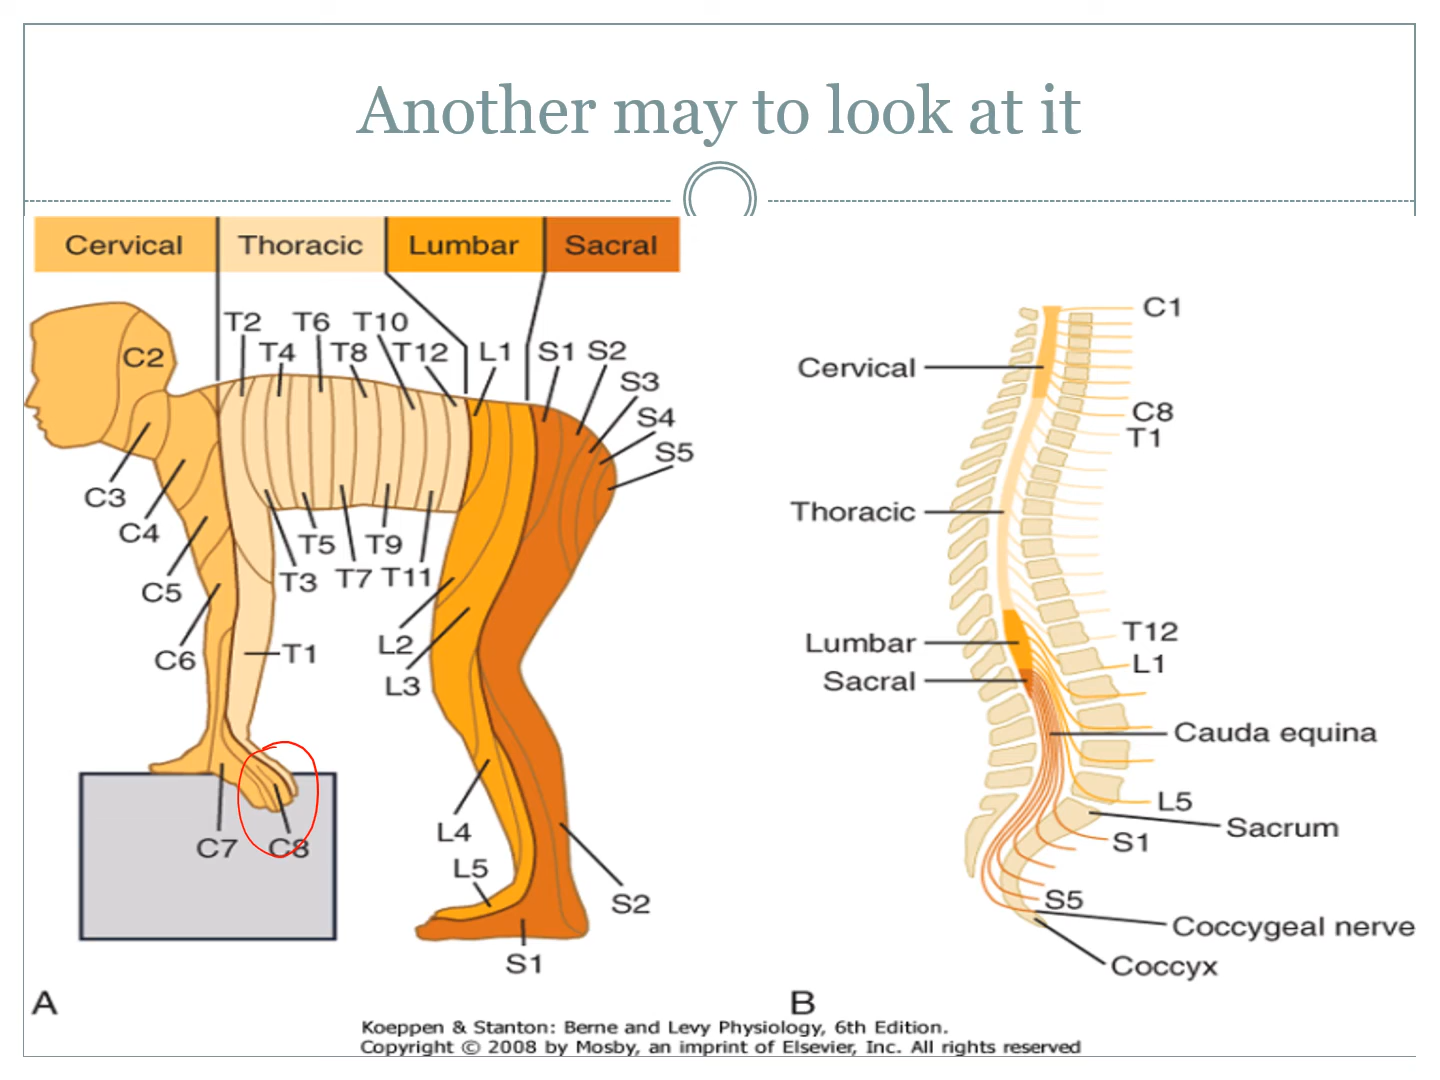 Another may to look at it
Cervical Thoracic Lumbar Sacral
T2 T6 T10
T4 T8 T12 L1 S1 S2
C2
S3
S4
S5
C3
C4
C5
C6
T3 T5 T7 T9 T11
T1
L2
L3
C7 C8
L4
L5
S2
S1
A
C1
Cervical
C8
T1
Thoracic
T12
Lumbar
L1
Sacral
Cauda equina
L5
Sacrum
S1
S5
Coccygeal nerve
Coccyx
B
Koeppen & Stanton: Berne and Levy Physiology, 6th Edition.
Copyright © 2008 by Mosby, an imprint of Elsevier, Inc. All rights reserved